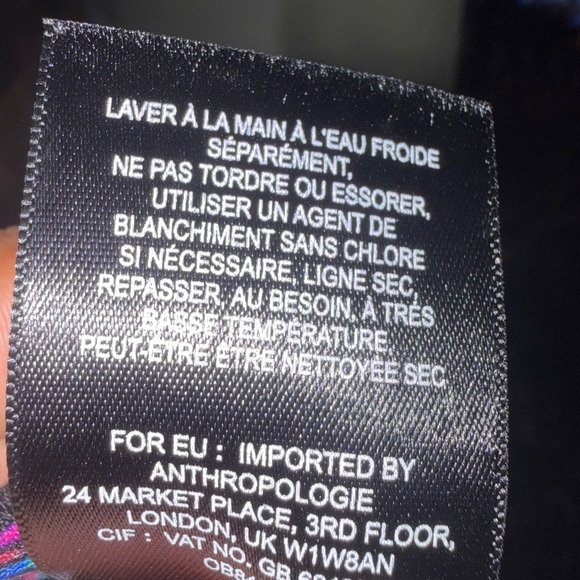 LAVER À LA MAIN À L'EAU FROIDE
SÉPARÉMENT,
NE PAS TORDRE OU ESSORER,
UTILISER UN AGENT DE
BLANCHIMENT SANS CHLORE
SI NÉCESSAIRE, LIGNE SEC,
REPASSER, AU BESOIN, À TRÉS
BASSE TEMPÉRATURE,
PEUT-ÊTRE ÊTRE NETTOYÉE SEC
FOR EU : IMPORTED BY
ANTHROPOLOGIE
24 MARKET PLACE, 3RD FLOOR,
LONDON, UK W1W8AN
CIF : VAT NO. GB